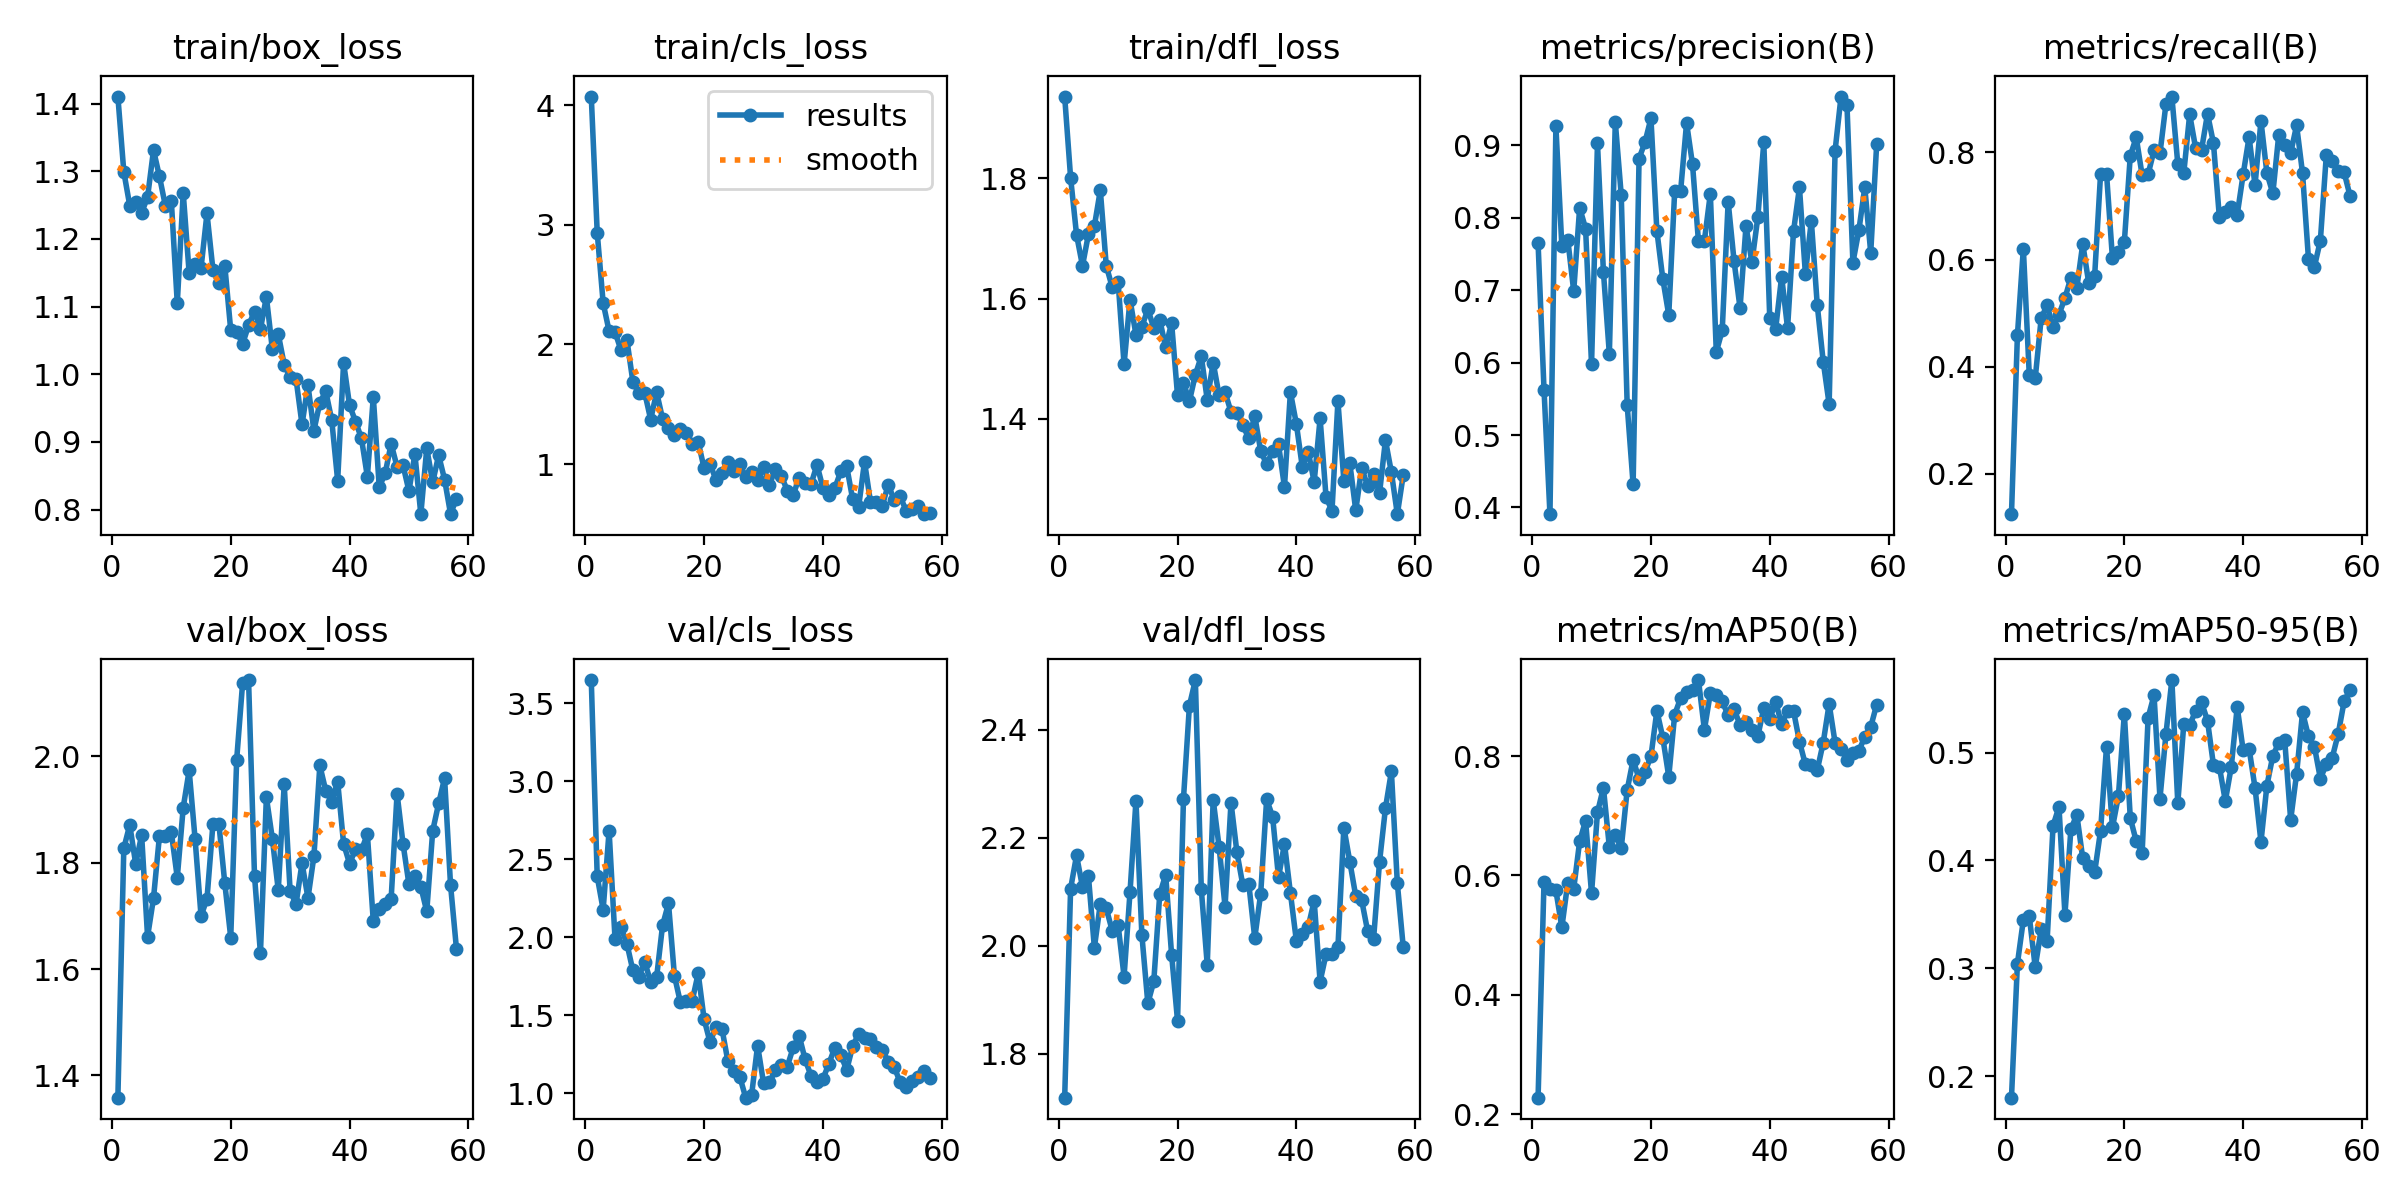 train/box_loss
train/cls_loss
train/dfl_loss
metrics/precision(B)
metrics/recall(B)
1.4
1.3
1.2
1.1
1.0
0.9
0.8
0 20 40 60
4
3
2
1
0 20 40 60
results
smooth
1.8
1.6
1.4
0 20 40 60
0.9
0.8
0.7
0.6
0.5
0.4
0 20 40 60
0.8
0.6
0.4
0.2
0 20 40 60
val/box_loss
val/cls_loss
val/dfl_loss
metrics/mAP50(B)
metrics/mAP50-95(B)
2.0
1.8
1.6
1.4
0 20 40 60
3.5
3.0
2.5
2.0
1.5
1.0
0 20 40 60
2.4
2.2
2.0
1.8
0 20 40 60
0.8
0.6
0.4
0.2
0 20 40 60
0.5
0.4
0.3
0.2
0 20 40 60